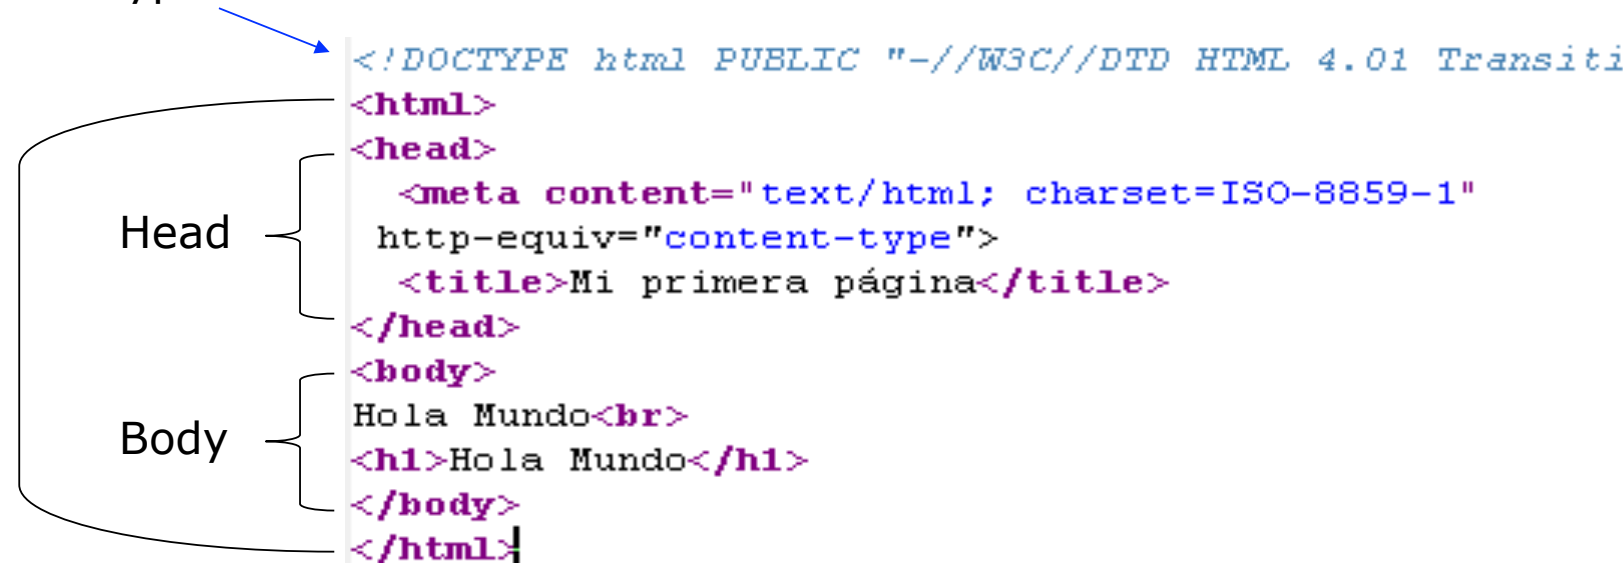 <!DOCTYPE html PUBLIC "-//W3C//DTD HTML 4.01 Transiti
<html>
<head>
<meta content="text/html; charset=ISO-8859-1"
Head
http-equiv="content-type">
<title>Mi primera página</title>
</head>
<body>
Hola Mundo<br>
Body
<h1>Hola Mundo</h1>
</body>
</html>